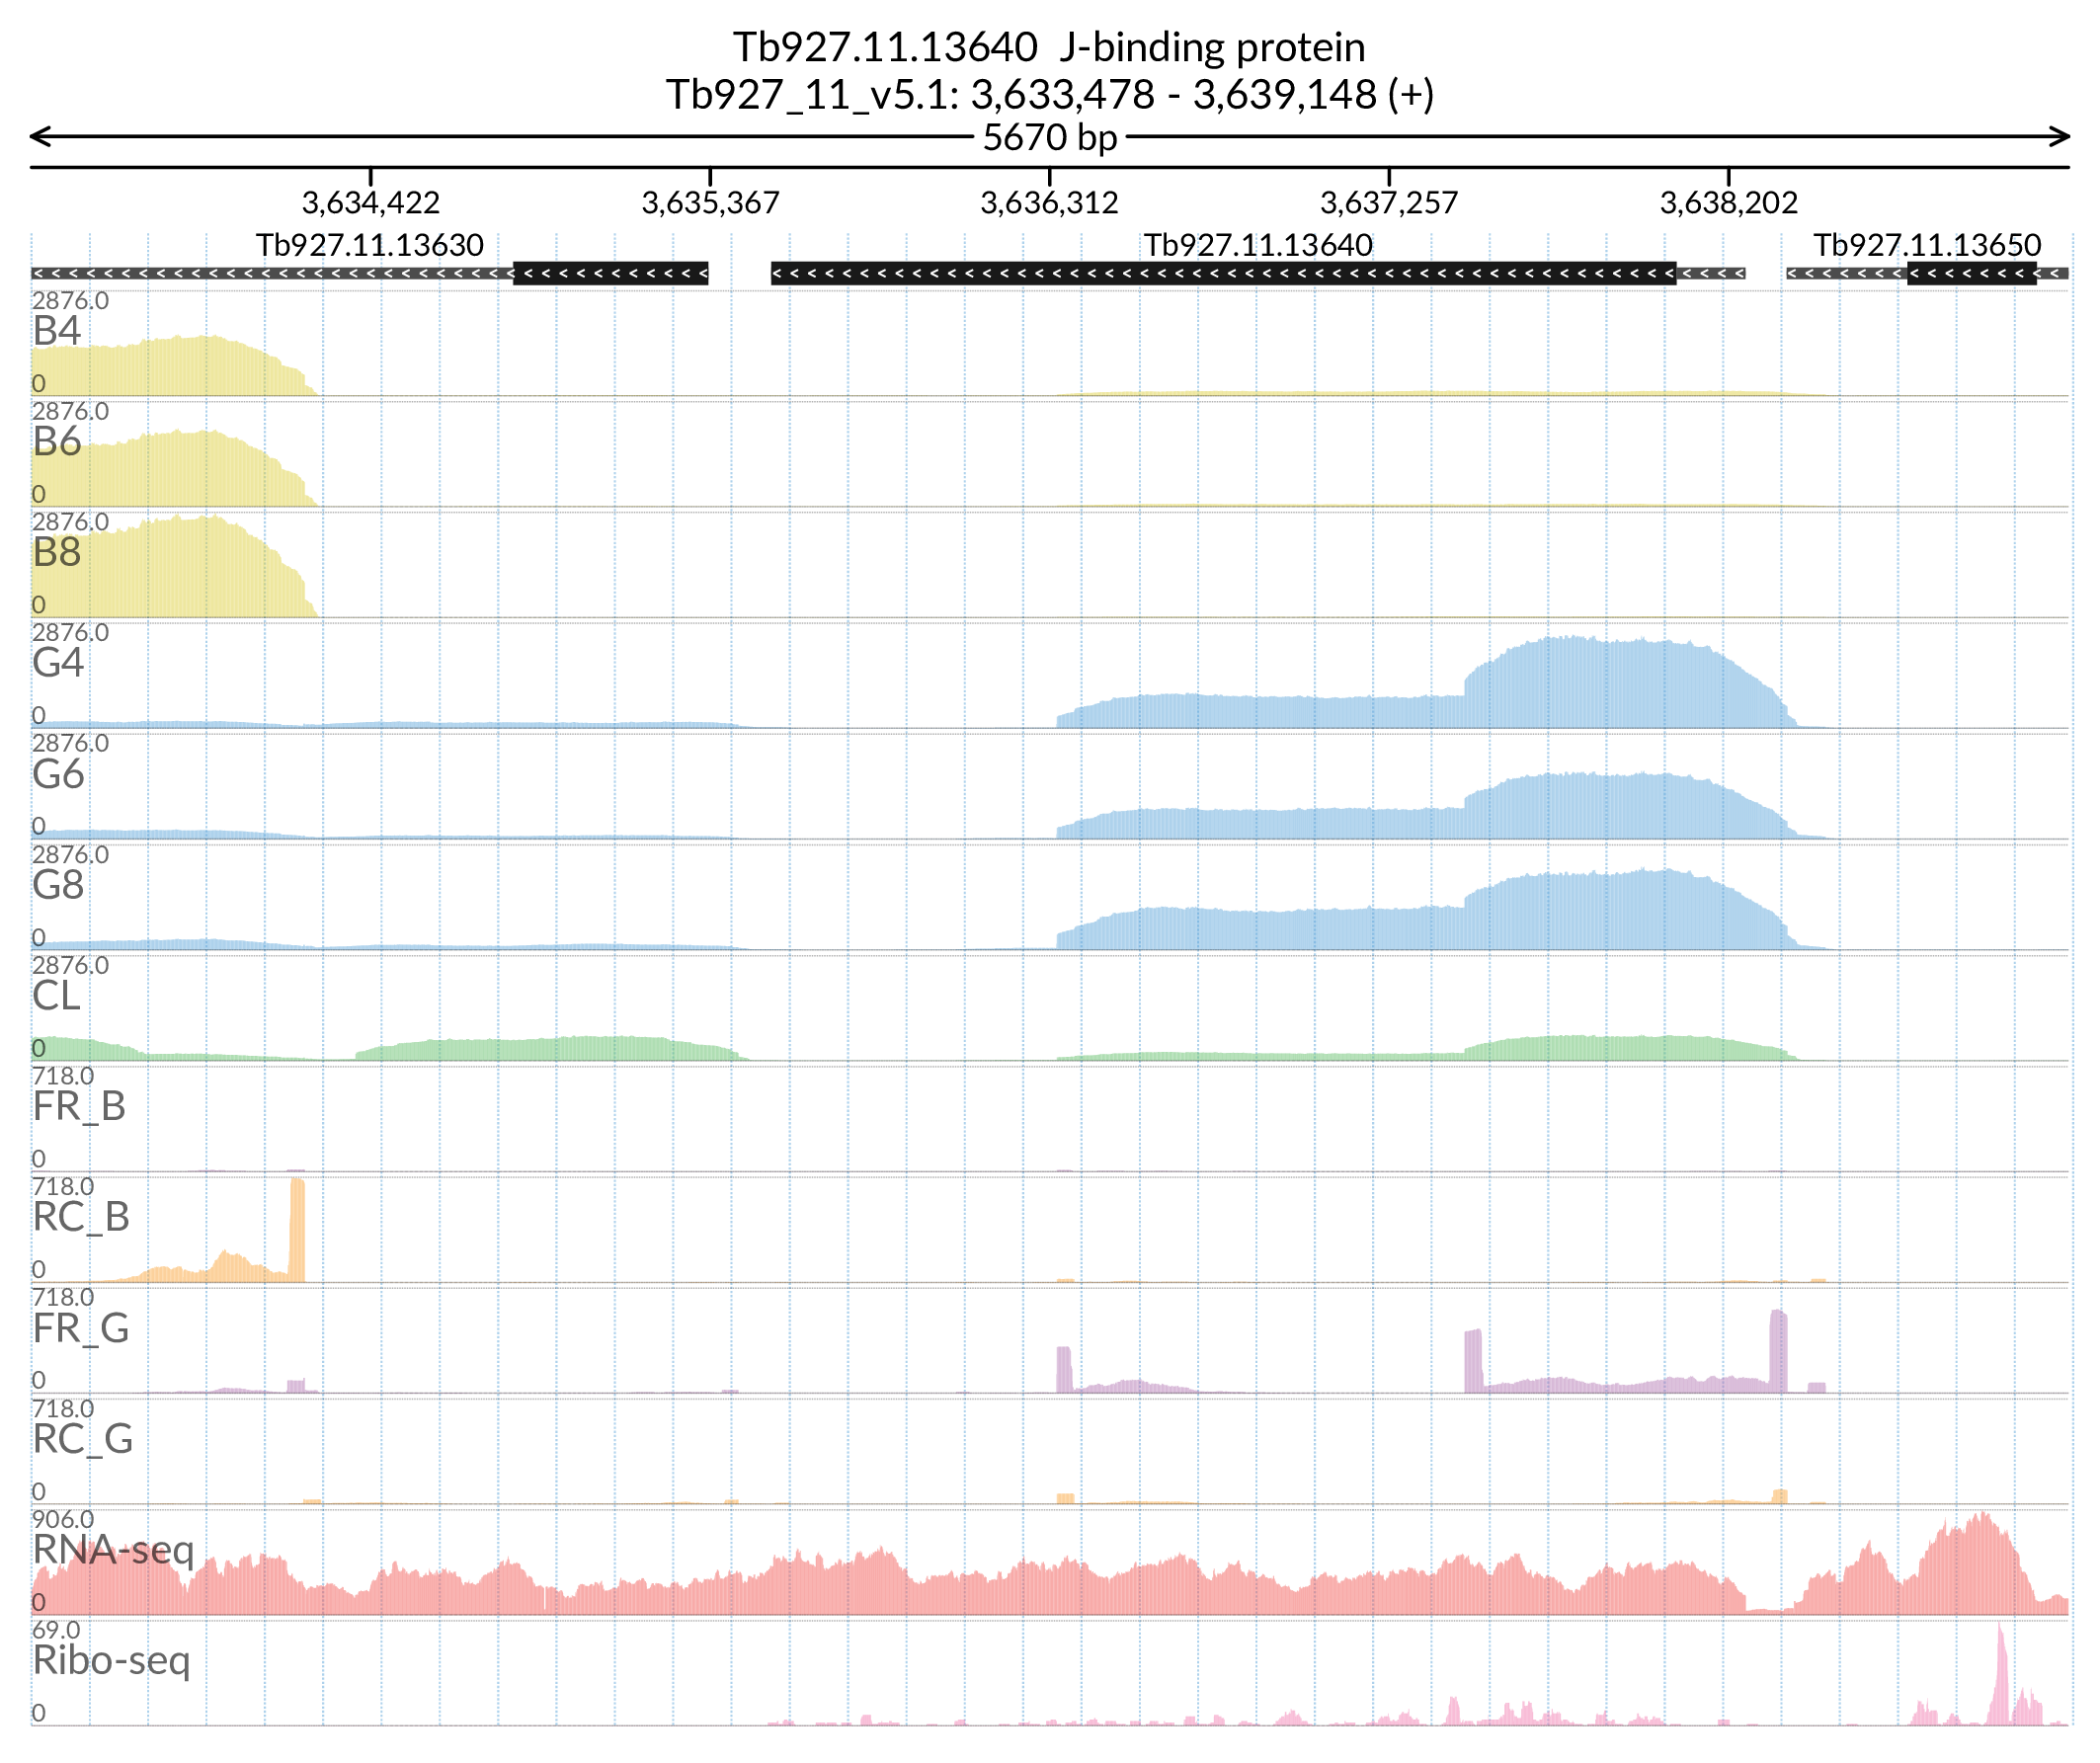 Tb927.11.13640  J-binding protein
Tb927_11_v5.1: 3,633,478 - 3,639,148 (+)
5670 bp
3,634,422 3,635,367 3,636,312 3,637,257 3,638,202
Tb927.11.13630 Tb927.11.13640 Tb927.11.13650
2876.0
B4
0
2876.0
B6
0
2876.0
B8
0
2876.0
G4
0
2876.0
G6
0
2876.0
G8
0
2876.0
CL
0
718.0
FR_B
0
718.0
RC_B
0
718.0
FR_G
0
718.0
RC_G
0
906.0
RNA-seq
0
69.0
Ribo-seq
0